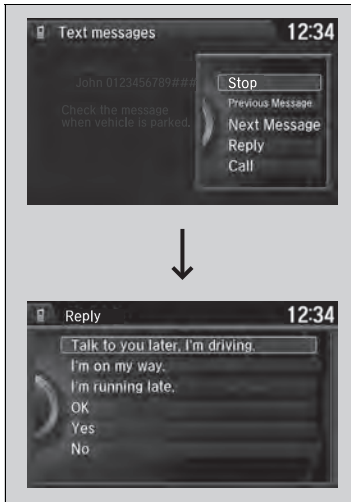 Text messages
12:34
John 0123456789###
Check the message
when vehicle is parked.
Stop
Previous Message
Next Message
Reply
Call
Reply
12:34
Talk to you later, I'm driving.
I'm on my way.
I'm running late.
OK
Yes
No